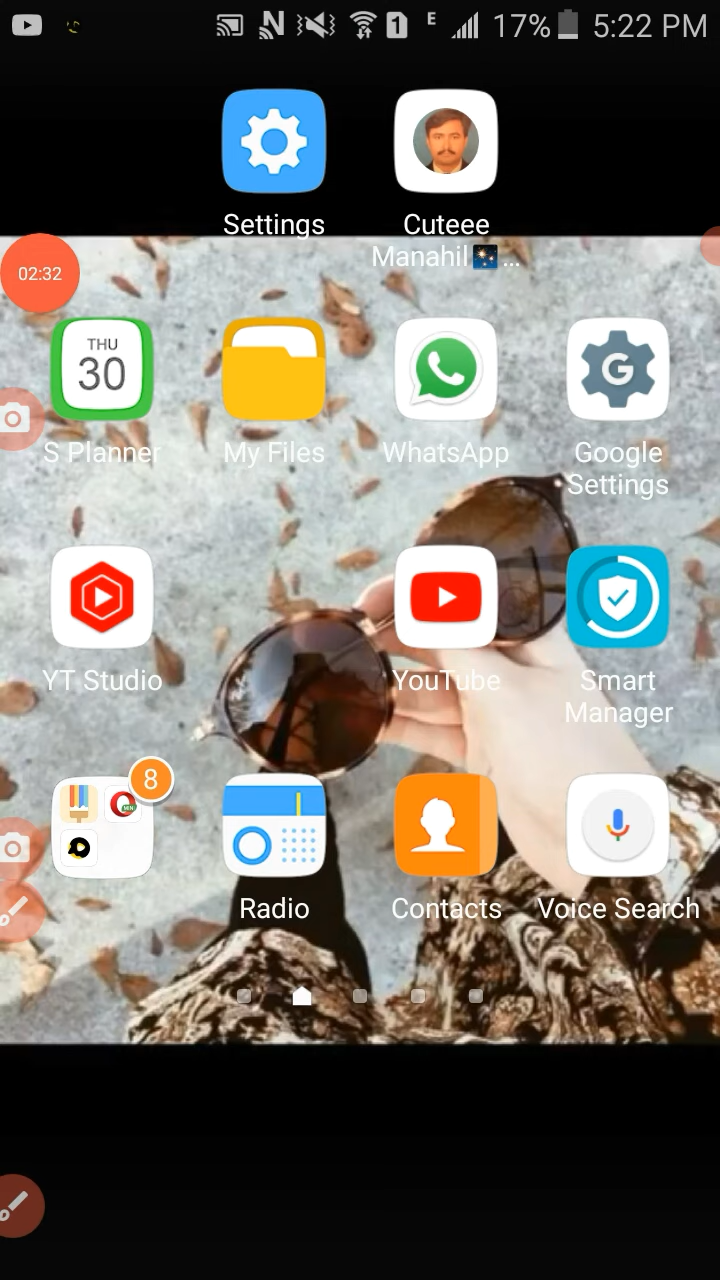 1 E 17% 5:22 PM
Settings
Cuteee
Manahil🎇...
02:32
THU
30
S Planner
My Files
WhatsApp
G
Google
Settings
YT Studio
YouTube
Smart
Manager
8
MINI
Radio
Contacts
Voice Search